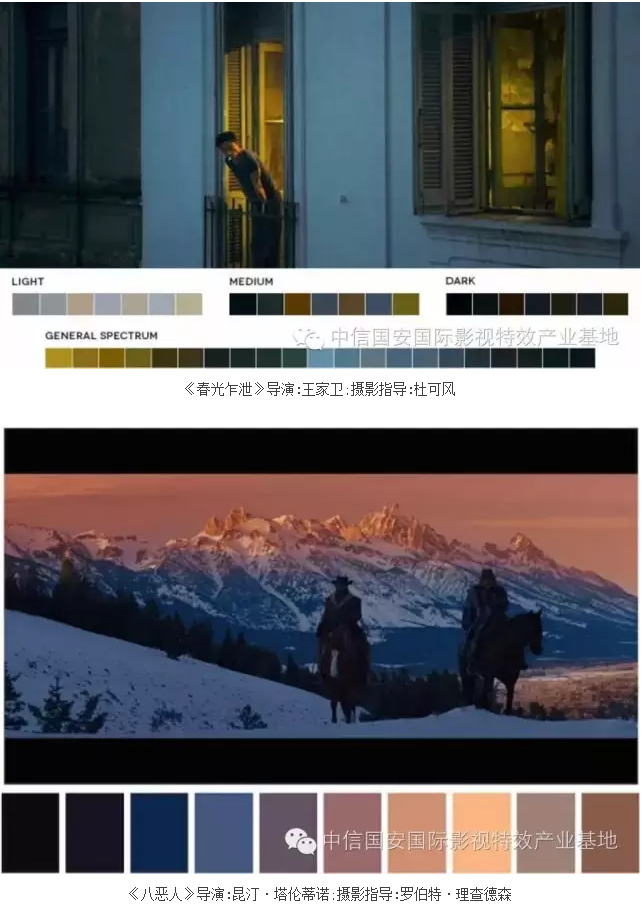 LIGHT MEDIUM DARK
GENERAL SPECTRUM
中信国安国际影视特效产业基地
《春光乍泄》导演:王家卫;摄影指导:杜可风
中信国安国际影视特效产业基地
《八恶人》导演:昆汀·塔伦蒂诺;摄影指导:罗伯特·理查德森